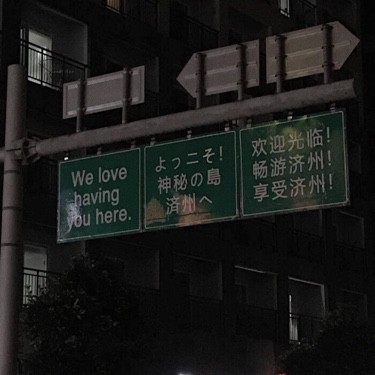 We love
having
you here.
ようこそ!
神秘の島
済州へ
欢迎光临!
畅游济州!
享受济州!